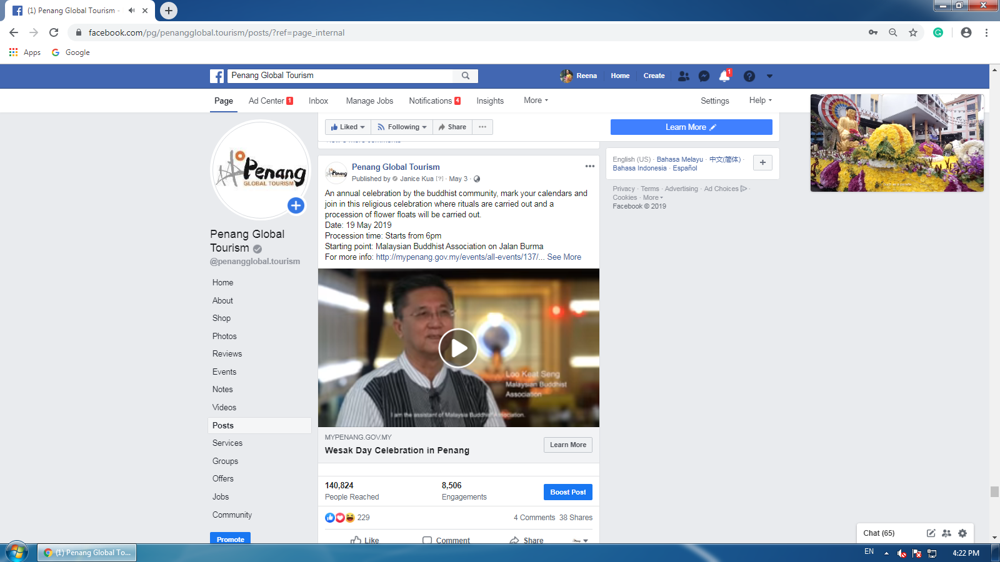 (1) Penang Global Tourism -
facebook.com/pg/penangglobal.tourism/posts/?ref=page_internal
Apps
Google
Penang Global Tourism
Reena
Home
Create
1
Page
Ad Center 1
Inbox
Manage Jobs
Notifications 4
Insights
More
Settings
Help
Liked
Following
Share
Learn More
Penang
GLOBAL TOURISM
Penang Global
Tourism
@penangglobal.tourism
Home
About
Shop
Photos
Reviews
Events
Notes
Videos
Posts
Services
Groups
Offers
Jobs
Community
Promote
Penang Global Tourism
Published by Janice Kua [?] · May 3 ·
An annual celebration by the buddhist community, mark your calendars and
join in this religious celebration where rituals are carried out and a
procession of flower floats will be carried out.
Date: 19 May 2019
Procession time: Starts from 6pm
Starting point: Malaysian Buddhist Association on Jalan Burma
For more info: http://mypenang.gov.my/events/all-events/137/... See More
Loo Keat Seng
Malaysian Buddhist
Association
I am the assistant of Malaysia Buddhist Association.
MYPENANG.GOV.MY
Wesak Day Celebration in Penang
Learn More
140,824
People Reached
8,506
Engagements
Boost Post
229
4 Comments 38 Shares
Like
Comment
Share
English (US) · Bahasa Melayu · 中文(简体) ·
Bahasa Indonesia · Español
Privacy · Terms · Advertising · Ad Choices ·
Cookies · More
Facebook © 2019
Chat (65)
(1) Penang Global To...
EN
4:22 PM